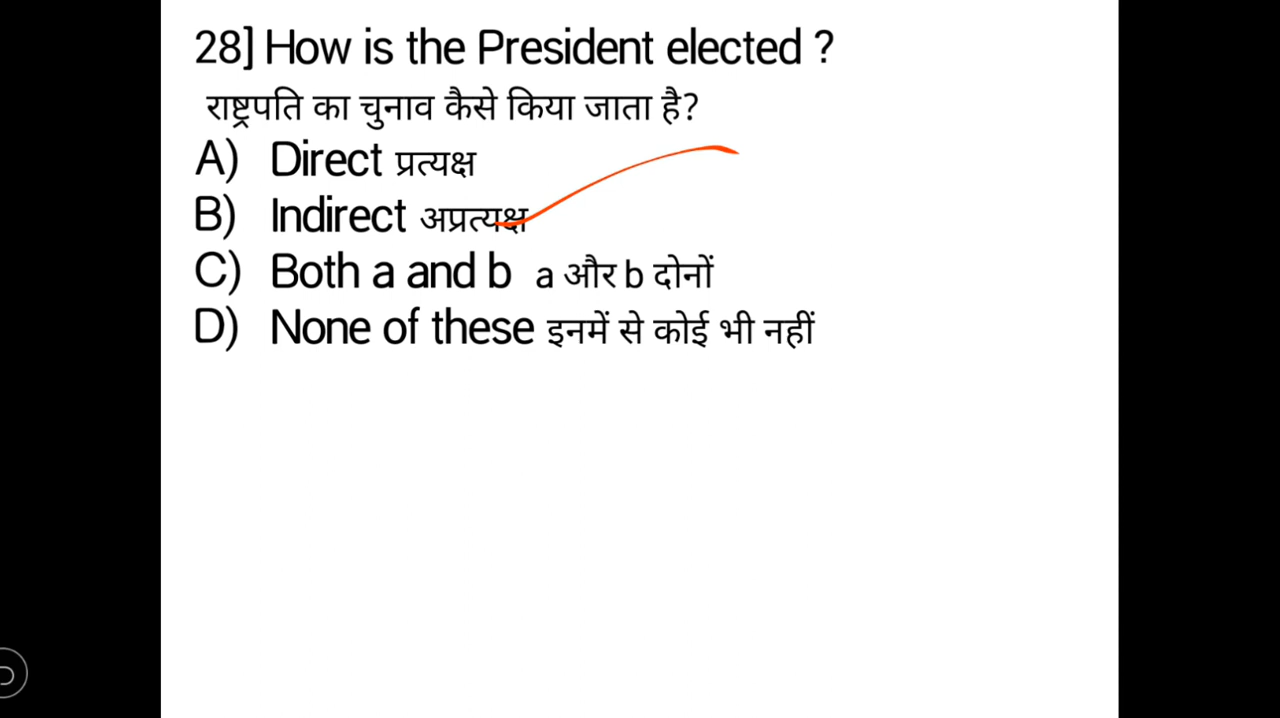 28] How is the President elected ?
राष्ट्रपति का चुनाव कैसे किया जाता है?
A) Direct प्रत्यक्ष
B) Indirect अप्रत्यक्ष
C) Both a and b a और b दोनों
D) None of these इनमें से कोई भी नहीं